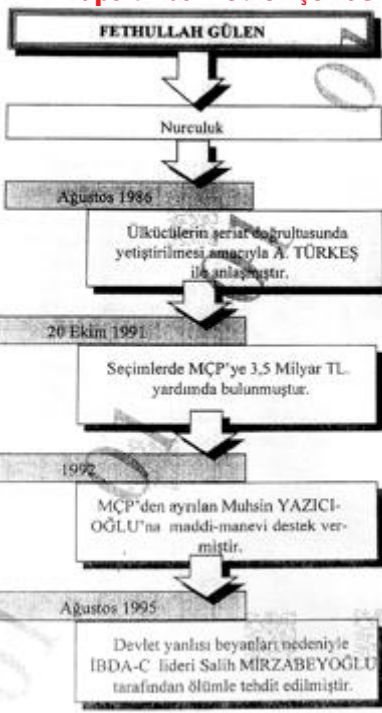 FETHULLAH GÜLEN
Nurculuk
Ağustos 1986
Ülkücülerin şeriat doğrultusunda
yetiştirilmesi amacıyla A. TÜRKEŞ
ile anlaşmıştır.
20 Ekim 1991
Seçimlerde MÇP'ye 3,5 Milyar TL.
yardımda bulunmuştur.
1992
MÇP'den ayrılan Muhsin YAZICI-
OĞLU'na maddi-manevi destek ver-
miştir.
Ağustos 1995
Devlet yanlısı beyanları nedeniyle
İBDA-C lideri Salih MİRZABEYOĞLU
tarafından ölümle tehdit edilmiştir.